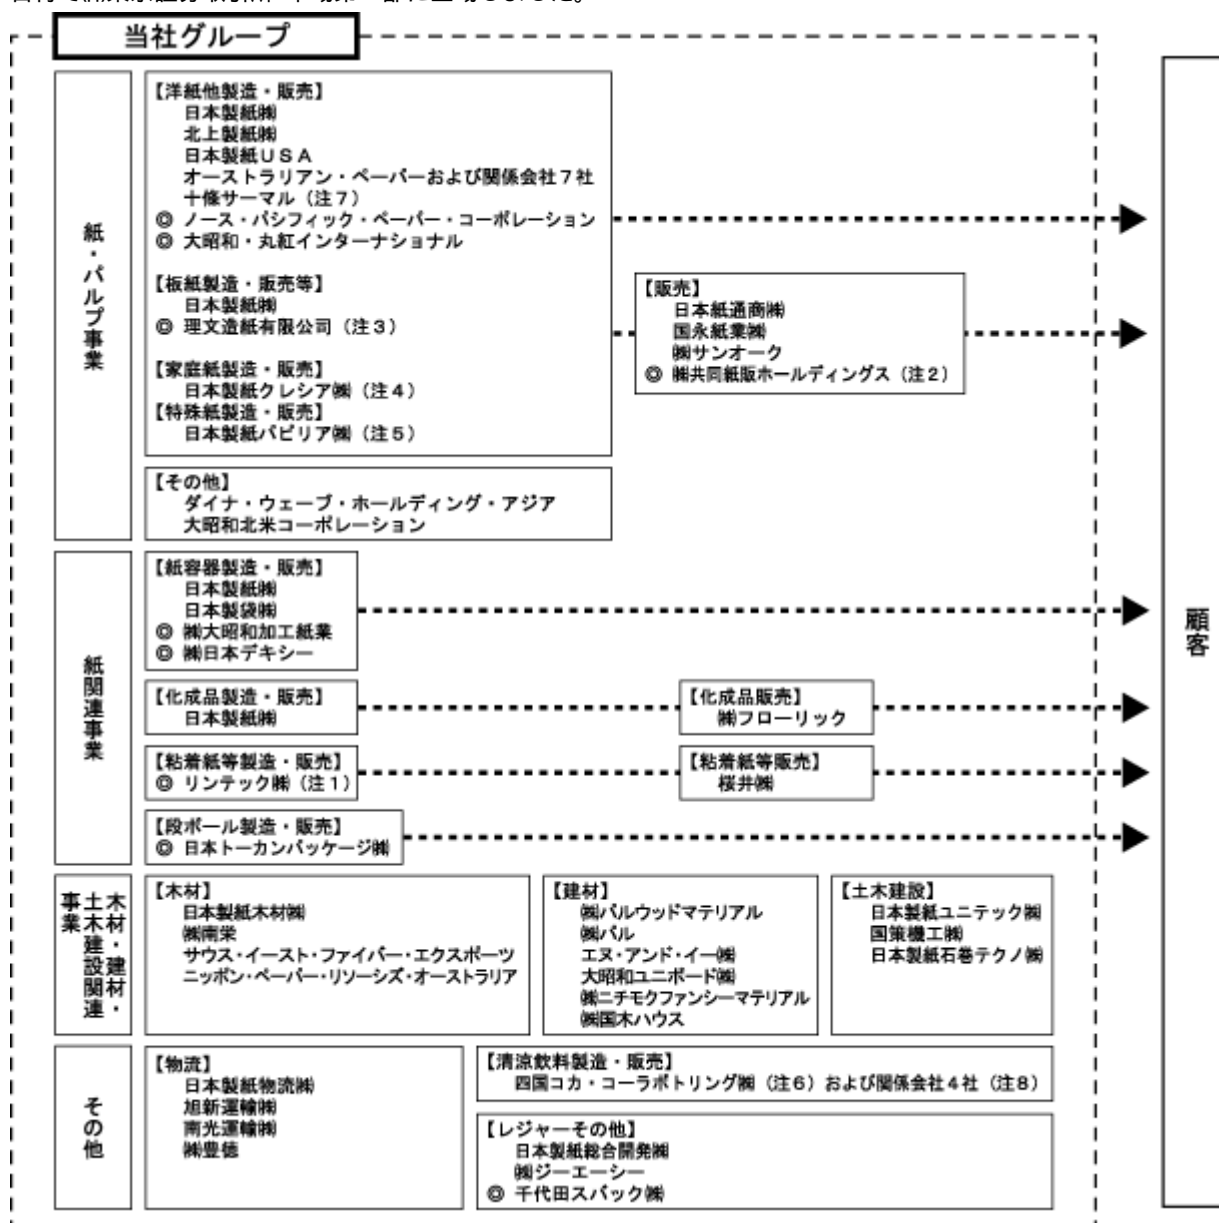 当社グループ
紙・パルプ事業
【洋紙他製造・販売】
日本製紙㈱
北上製紙㈱
日本製紙USA
オーストラリアン・ペーパーおよび関係会社7社
十條サーマル(注7)
◎ ノース・パシフィック・ペーパー・コーポレーション
◎ 大昭和・丸紅インターナショナル
【板紙製造・販売等】
日本製紙㈱
◎ 理文造紙有限公司(注3)
【家庭紙製造・販売】
日本製紙クレシア㈱(注4)
【特殊紙製造・販売】
日本製紙パピリア㈱(注5)
【販売】
日本紙通商㈱
国永紙業㈱
㈱サンオーク
◎ ㈱共同紙販ホールディングス(注2)
【その他】
ダイナ・ウェーブ・ホールディング・アジア
大昭和北米コーポレーション
紙関連事業
【紙容器製造・販売】
日本製紙㈱
日本製袋㈱
◎ ㈱大昭和加工紙業
◎ ㈱日本デキシー
【化成品製造・販売】
日本製紙㈱
【化成品販売】
㈱フローリック
【粘着紙等製造・販売】
◎ リンテック㈱(注1)
【粘着紙等販売】
桜井㈱
【段ボール製造・販売】
◎ 日本トーカンパッケージ㈱
木材・建材・
土木建設関連
事業
【木材】
日本製紙木材㈱
㈱南栄
サウス・イースト・ファイバー・エクスポーツ
ニッポン・ペーパー・リソーシズ・オーストラリア
【建材】
㈱パルウッドマテリアル
㈱パル
エヌ・アンド・イー㈱
大昭和ユニボード㈱
㈱ニチモクファンシーマテリアル
㈱国木ハウス
【土木建設】
日本製紙ユニテック㈱
国策機工㈱
日本製紙石巻テクノ㈱
その他
【物流】
日本製紙物流㈱
旭新運輸㈱
南光運輸㈱
㈱豊徳
【清涼飲料製造・販売】
四国コカ・コーラボトリング㈱(注6)および関係会社4社(注8)
【レジャーその他】
日本製紙総合開発㈱
㈱ジーエーシー
◎ 千代田スバック㈱
顧客